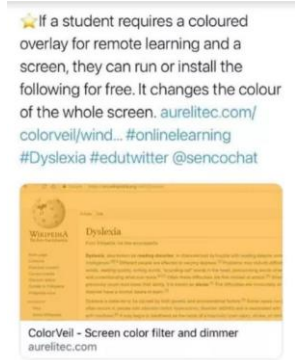 ⭐If a student requires a coloured
overlay for remote learning and a
screen, they can run or install the
following for free. It changes the colour
of the whole screen. aurelitec.com/
colorveil/wind... #onlinelearning
#Dyslexia #edutwitter @sencochat
WIKIPEDIA
Dyslexia
ColorVeil - Screen color filter and dimmer
aurelitec.com